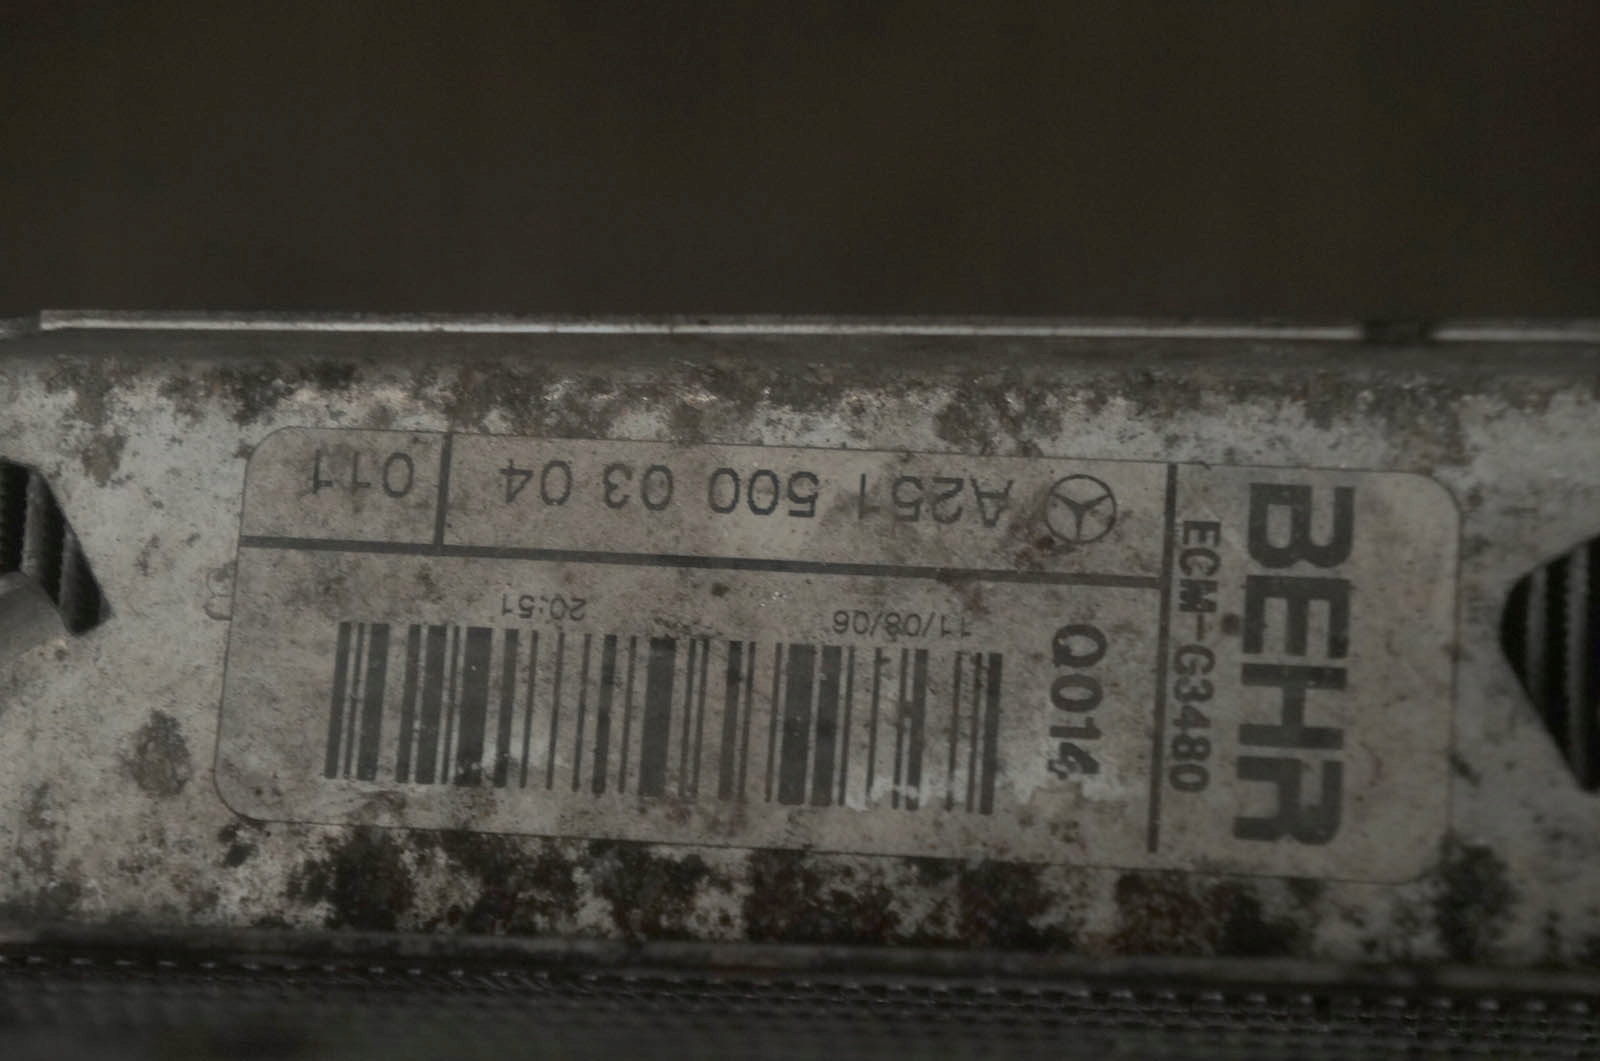 BEHR
ECM-G3480
A251 500 03 04
011
Q014
11/08/06
20:51